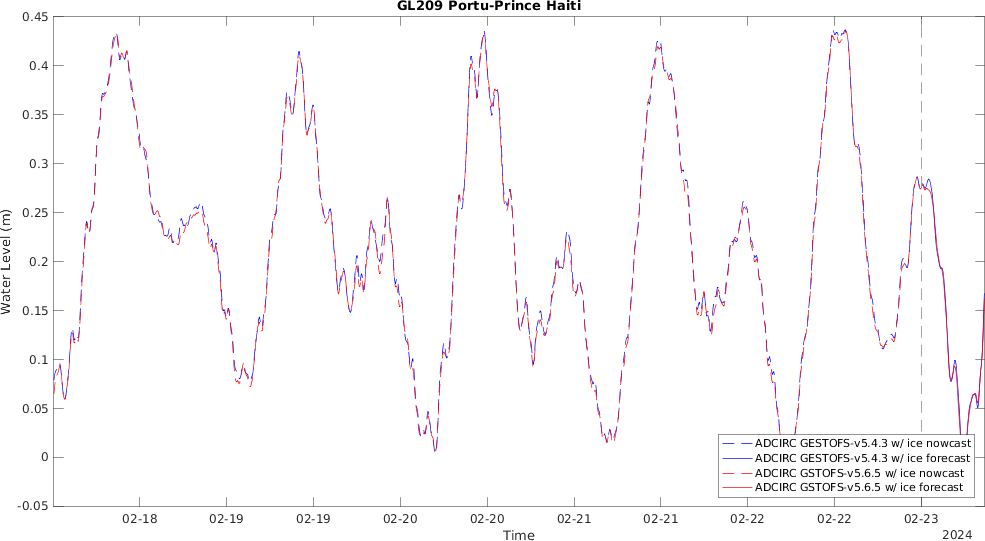 GL209 Portu-Prince Haiti
0.45
0.4
0.35
0.3
0.25
0.2
0.15
0.1
0.05
0
-0.05
Water Level (m)
ADCIRC GESTOFS-v5.4.3 w/ ice nowcast
ADCIRC GESTOFS-v5.4.3 w/ ice forecast
ADCIRC GSTOFS-v5.6.5 w/ ice nowcast
ADCIRC GSTOFS-v5.6.5 w/ ice forecast
02-18 02-19 02-19 02-20 02-20 02-21 02-21 02-22 02-22 02-23
Time
2024